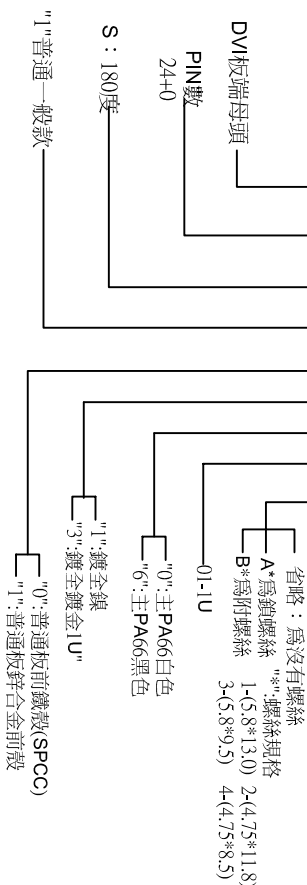 DVI板端母頭
PIN數
24+0
S：180度
"1"普通一般款
省略：爲沒有螺絲
A*爲鎖螺絲 "*":螺絲規格
B*爲附螺絲 1-(5.8*13.0) 2-(4.75*11.8)
3-(5.8*9.5) 4-(4.75*8.5)
01-1U
"0":主PA66白色
"6":主PA66黑色
"1":鍍全鎳
"3":鍍全鍍金1U"
"0":普通板前鐵殼(SPCC)
"1":普通板鋅合金前殼